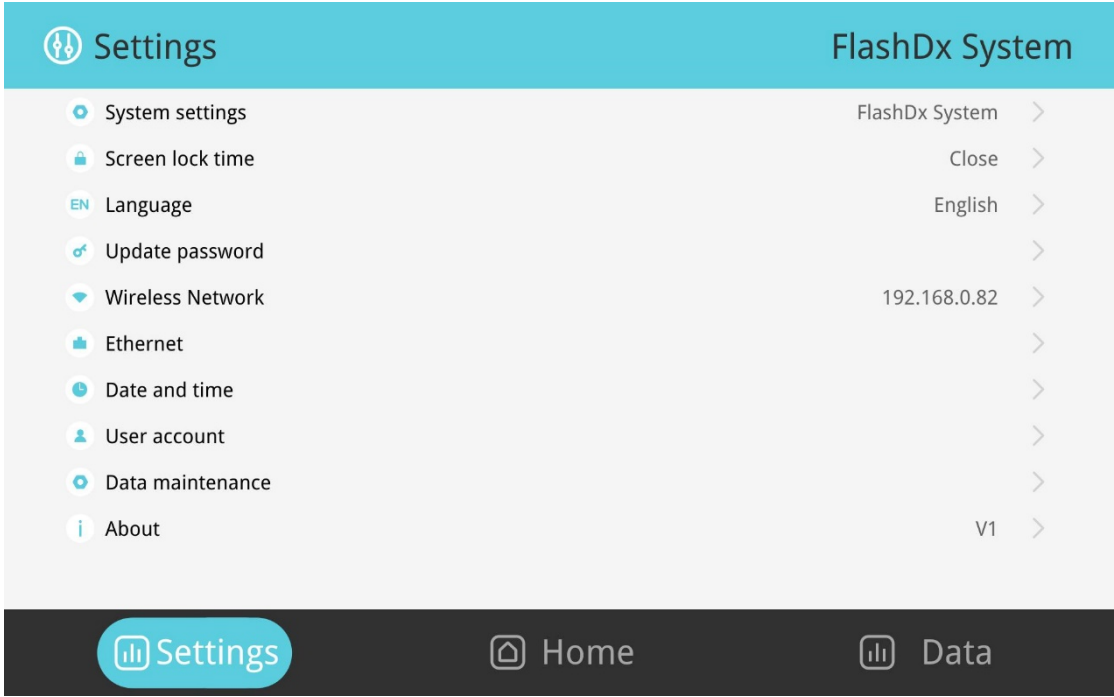 Settings FlashDx System
System settings FlashDx System
Screen lock time Close
EN Language English
Update password
Wireless Network 192.168.0.82
Ethernet
Date and time
User account
Data maintenance
i About V1
Settings Home Data